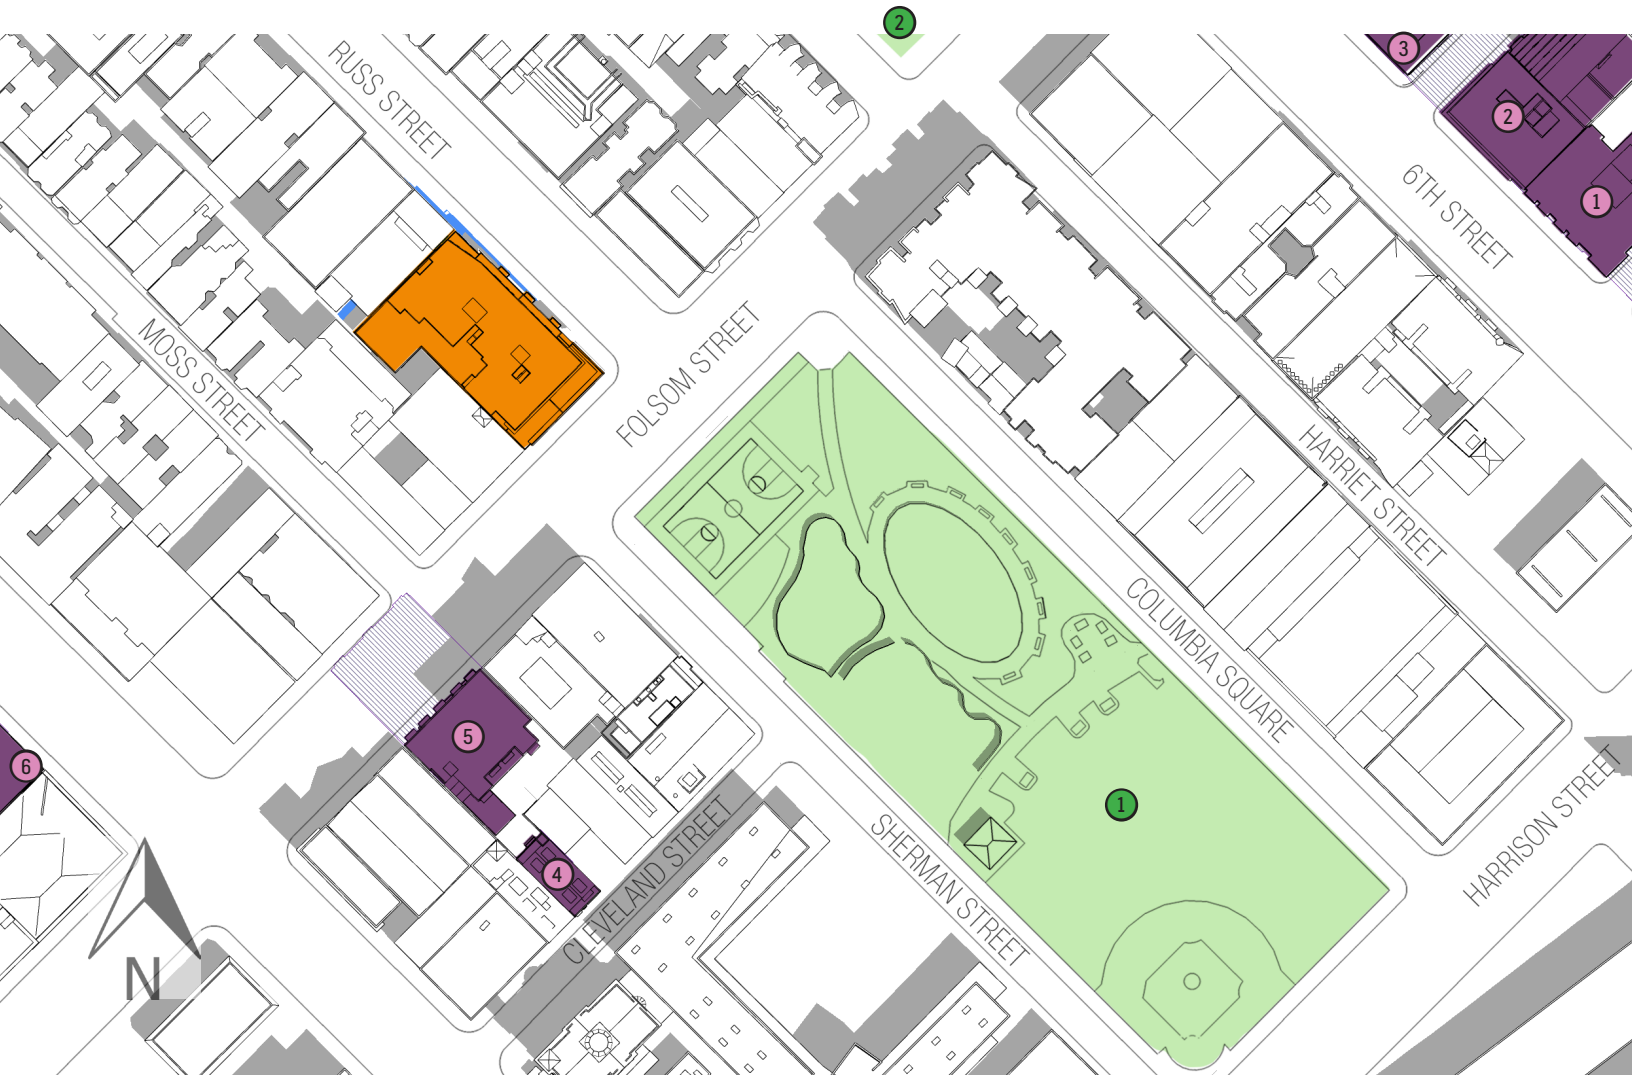 2
3
RUSS STREET
2
6TH STREET
1
MOSS STREET
FOLSOM STREET
HARRIET STREET
COLUMBIA SQUARE
5
6
1
HARRISON STREET
SHERMAN STREET
4
CLEVELAND STREET
N